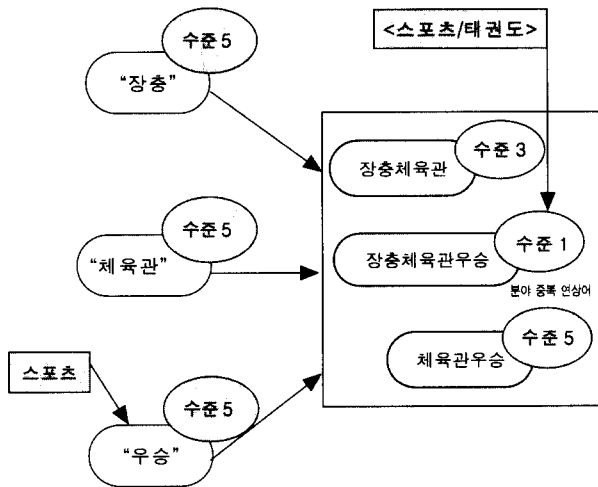 수준 5
"장충"
<스포츠/태권도>
수준 3
장충체육관
수준 5
"체육관"
수준 1
장충체육관우승
분야 중복 연상어
수준 5
체육관우승
스포츠
수준 5
"우승"